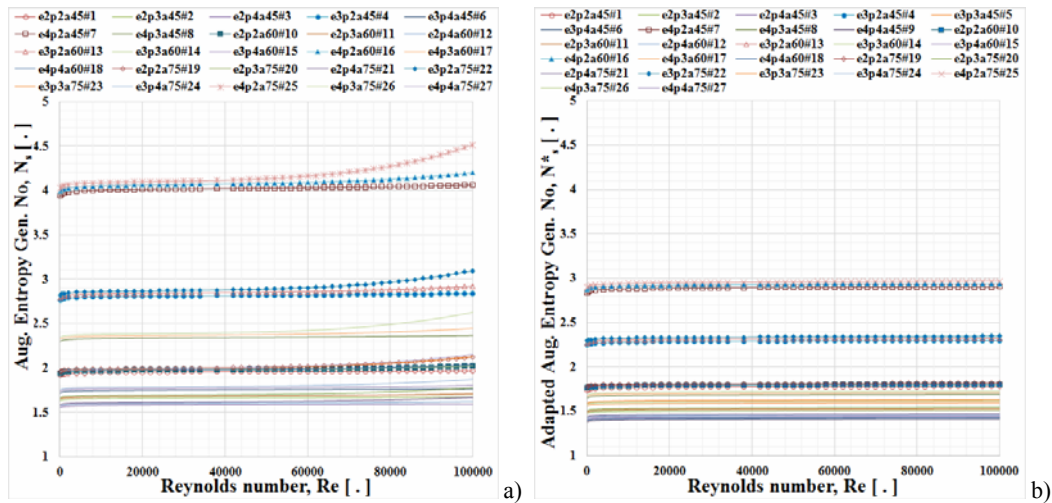 e2p2a45#1 e2p3a45#2 e2p4a45#3 e3p2a45#4 e3p4a45#6
e4p2a45#7 e4p3a45#8 e2p2a60#10 e2p3a60#11 e2p4a60#12
e3p2a60#13 e3p3a60#14 e3p4a60#15 e4p2a60#16 e4p3a60#17
e4p4a60#18 e2p2a75#19 e2p3a75#20 e2p4a75#21 e3p2a75#22
e3p3a75#23 e3p4a75#24 e4p2a75#25 e4p3a75#26 e4p4a75#27
5
4.5
4
3.5
3
2.5
2
1.5
1
Aug. Entropy Gen. No, Ns, [ . ]
0 20000 40000 60000 80000 100000
Reynolds number, Re [ . ]
a)
e2p2a45#1 e2p3a45#2 e2p4a45#3 e3p2a45#4 e3p3a45#5
e3p4a45#6 e4p2a45#7 e4p3a45#8 e4p4a45#9 e2p2a60#10
e2p3a60#11 e2p4a60#12 e3p2a60#13 e3p3a60#14 e3p4a60#15
e4p2a60#16 e4p3a60#17 e4p4a60#18 e2p2a75#19 e2p3a75#20
e2p4a75#21 e3p2a75#22 e3p3a75#23 e3p4a75#24 e4p2a75#25
e4p3a75#26 e4p4a75#27
5
4.5
4
3.5
3
2.5
2
1.5
1
Adapted Aug. Entropy Gen. No, N*s, [ . ]
0 20000 40000 60000 80000 100000
Reynolds number, Re [ . ]
b)